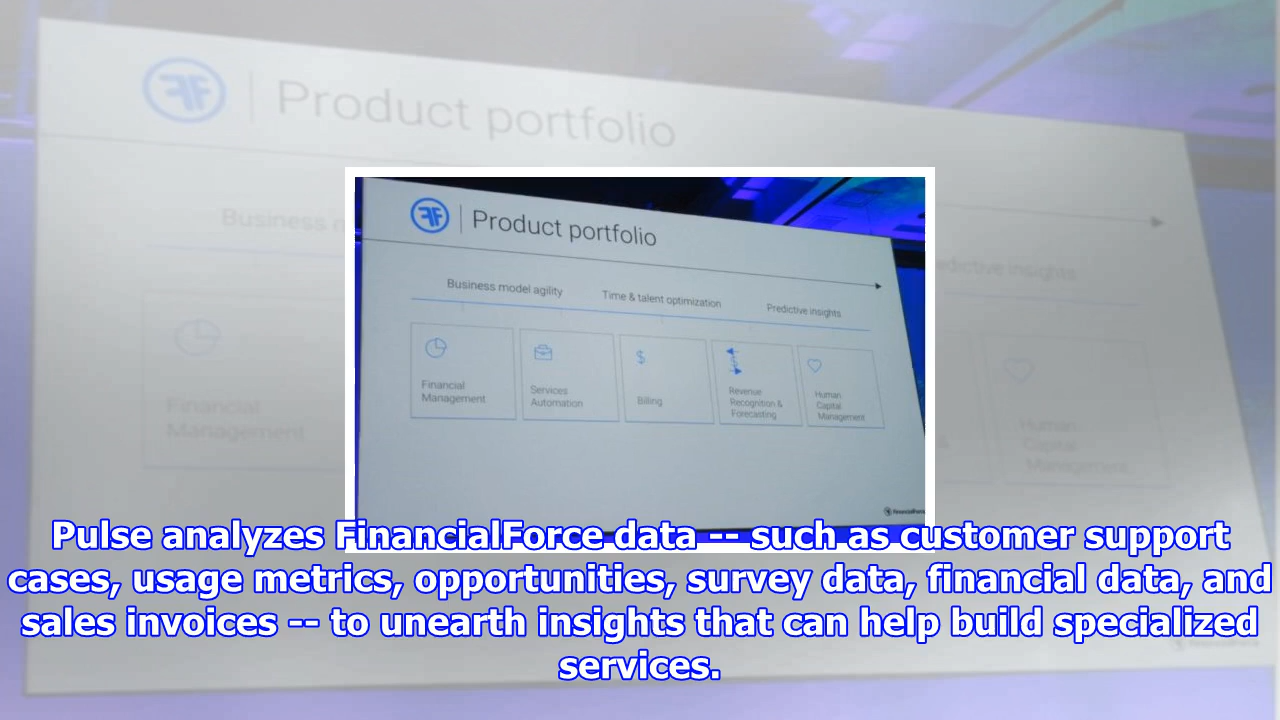 Product portfolio
Business model agility
Time & talent optimization
Predictive insights
Financial
Management
Services
Automation
Billing
Revenue
Recognition &
Forecasting
Human
Capital
Management
Pulse analyzes FinancialForce data -- such as customer support
cases, usage metrics, opportunities, survey data, financial data, and
sales invoices -- to unearth insights that can help build specialized
services.